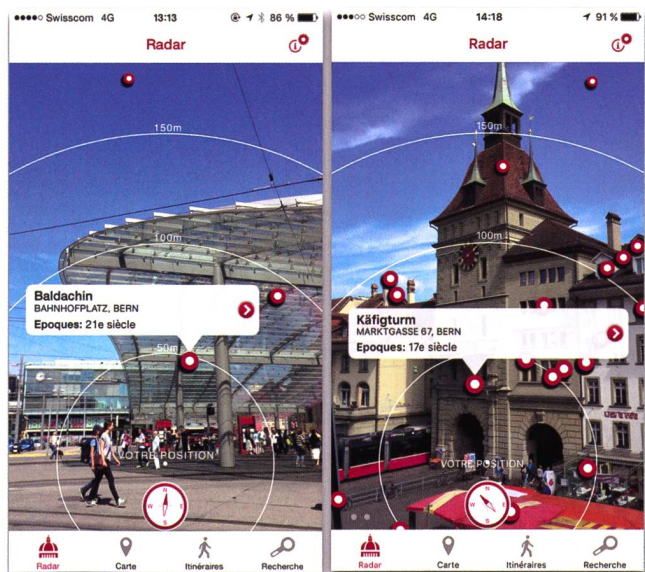 Swisscom 4G 13:13 86 %
Radar
150m
100m
Baldachin
BAHNHOFPLATZ, BERN
Epoques: 21e siècle
50m
VOTRE POSITION
N
W E
S
Radar Carte Itinéraires Recherche
Swisscom 4G 14:18 91 %
Radar
150m
100m
Käfigturm
MARKTGASSE 67, BERN
Epoques: 17e siècle
VOTRE POSITION
N
W E
S
Radar Carte Itinéraires Recherche